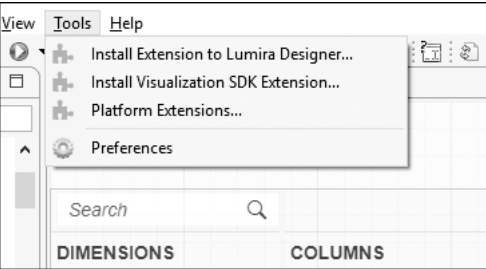 View Tools Help
Install Extension to Lumira Designer...
Install Visualization SDK Extension...
Platform Extensions...
Preferences
Search
DIMENSIONS COLUMNS